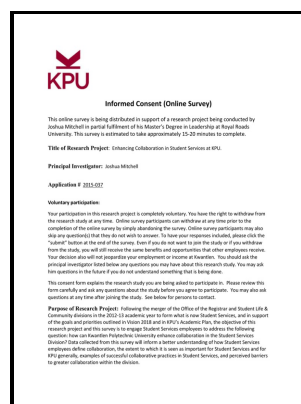 KPU
Informed Consent (Online Survey)
This online survey is being distributed in support of a research project being conducted by
Joshua Mitchell in partial fulfilment of his Master's Degree in Leadership at Royal Roads
University. This survey is estimated to take approximately 15-20 minutes to complete.
Title of Research Project: Enhancing Collaboration in Student Services at KPU.
Principal Investigator: Joshua Mitchell
Application # 2015-037
Voluntary participation:
Your participation in this research project is completely voluntary. You have the right to withdraw from
the research study at any time. Online survey participants can withdraw at any time prior to the
completion of the online survey by simply abandoning the survey. Online survey participants may also
skip any question(s) that they do not wish to answer. To have your responses included, please click the
"submit" button at the end of the survey. Even if you do not want to join the study or if you withdraw
from the study, you will still receive the same benefits and opportunities that other employees receive.
Your decision also will not jeopardize your employment or income at Kwantlen. You should ask the
principal investigator listed below any questions you may have about this research study. You may ask
him questions in the future if you do not understand something that is being done.
This consent form explains the research study you are being asked to participate in. Please review this
form carefully and ask any questions about the study before you agree to participate. You may also ask
questions at any time after joining the study. See below for persons to contact.
Purpose of Research Project: Following the merger of the Office of the Registrar and Student Life &
Community divisions in the 2012-13 academic year to form what is now Student Services, and in support
of the goals and priorities outlined in Vision 2018 and in KPU's Academic Plan, the objective of this
research project and this survey is to engage Student Services employees to address the following
question: how can Kwantlen Polytechnic University enhance collaboration in the Student Services
Division? Data collected from this survey will inform a better understanding of how Student Services
employees define collaboration, the extent to which it is seen as important for Student Services and for
KPU generally, examples of successful collaborative practices in Student Services, and perceived barriers
to greater collaboration within the division.